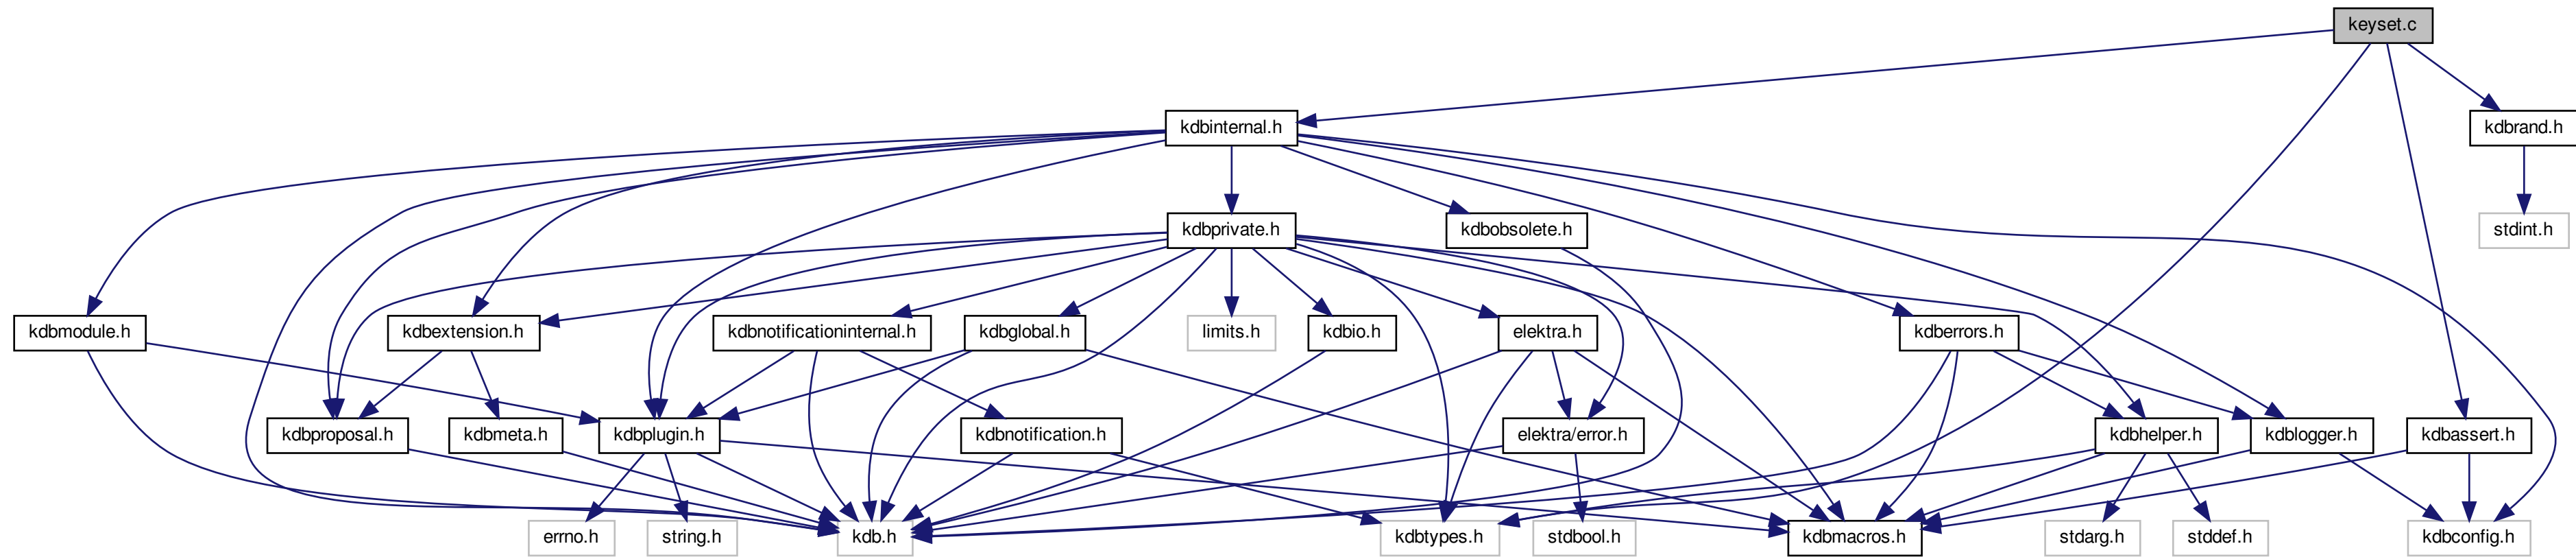 keyset.c
kdbinternal.h
kdbrand.h
kdbprivate.h
kdbobsolete.h
stdint.h
kdbmodule.h
kdbextension.h
kdbnotificationinternal.h
kdbglobal.h
limits.h
kdbio.h
elektra.h
kdberrors.h
kdbproposal.h
kdbmeta.h
kdbplugin.h
kdbnotification.h
elektra/error.h
kdbhelper.h
kdblogger.h
kdbassert.h
errno.h
string.h
kdb.h
kdbtypes.h
stdbool.h
kdbmacros.h
stdarg.h
stddef.h
kdbconfig.h